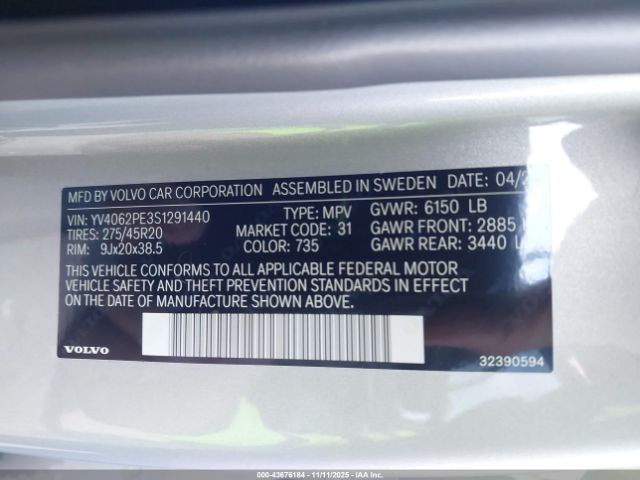 MFD BY VOLVO CAR CORPORATION ASSEMBLED IN SWEDEN DATE: 04/2
VIN: YV4062PE3S1291440 TYPE: MPV GVWR: 6150 LB
TIRES: 275/45R20 MARKET CODE: 31 GAWR FRONT: 2885
RIM: 9Jx20x38.5 COLOR: 735 GAWR REAR: 3440
THIS VEHICLE CONFORMS TO ALL APPLICABLE FEDERAL MOTOR
VEHICLE SAFETY AND THEFT PREVENTION STANDARDS IN EFFECT
ON THE DATE OF MANUFACTURE SHOWN ABOVE.
VOLVO 32390594
000-43676184 - 11/11/2025 - IAAI.com